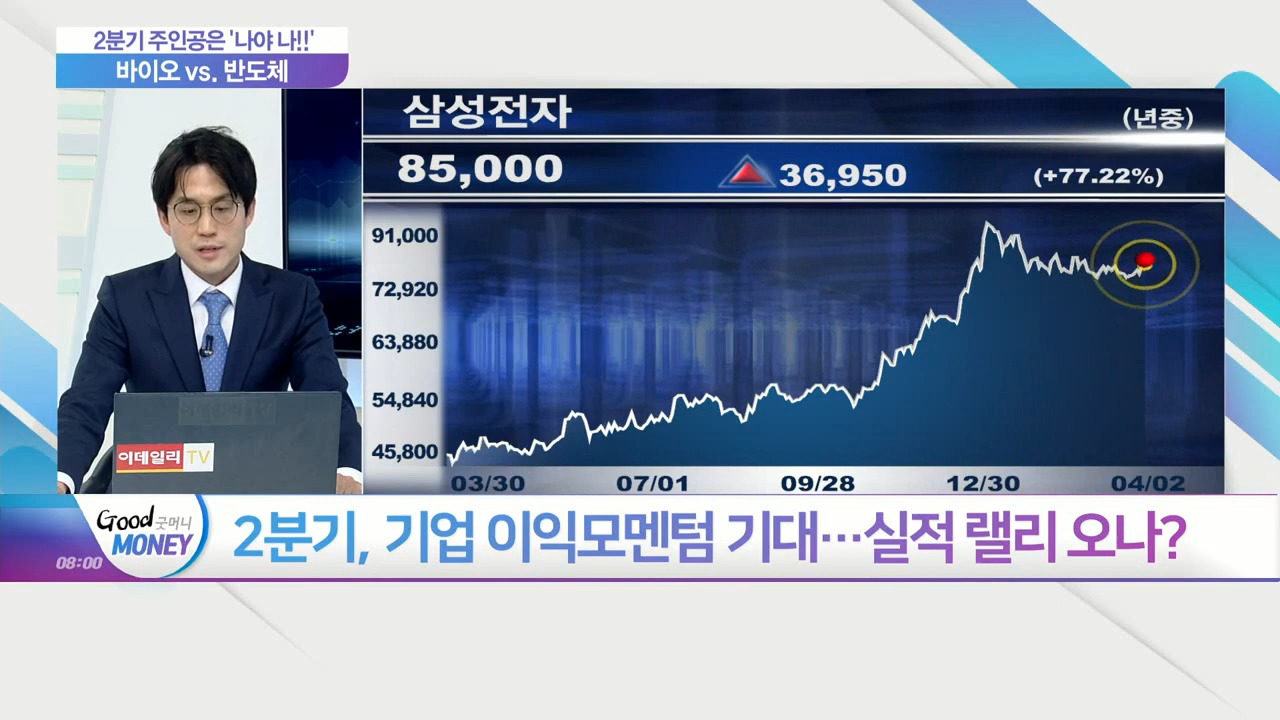 2분기 주인공은 '나야 나!!'
바이오 vs. 반도체
삼성전자
(년중)
85,000
36,950
(+77.22%)
91,000
72,920
63,880
54,840
45,800
03/30
07/01
09/28
12/30
04/02
이데일리 TV
Good 굿머니
MONEY
08:00
2분기, 기업 이익모멘텀 기대…실적 랠리 오나?